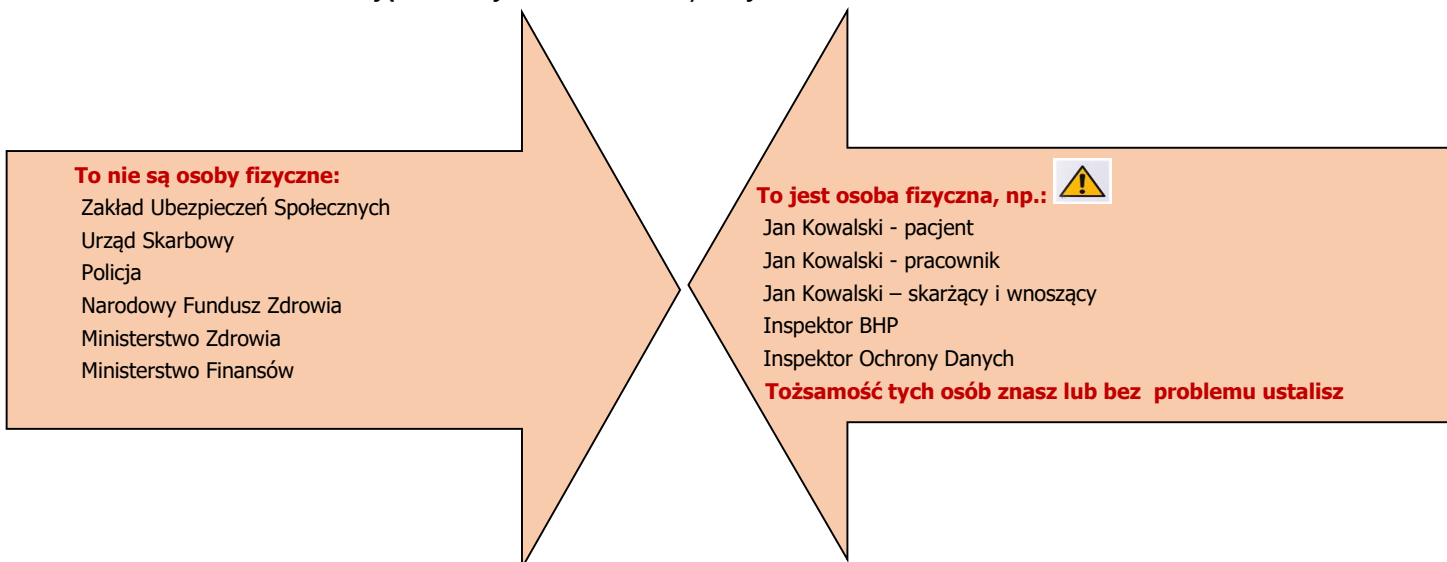 To nie są osoby fizyczne:
Zakład Ubezpieczeń Społecznych
Urząd Skarbowy
Policja
Narodowy Fundusz Zdrowia
Ministerstwo Zdrowia
Ministerstwo Finansów
To jest osoba fizyczna, np.:
Jan Kowalski - pacjent
Jan Kowalski - pracownik
Jan Kowalski – skarżący i wnoszący
Inspektor BHP
Inspektor Ochrony Danych
Tożsamość tych osób znasz lub bez problemu ustalisz